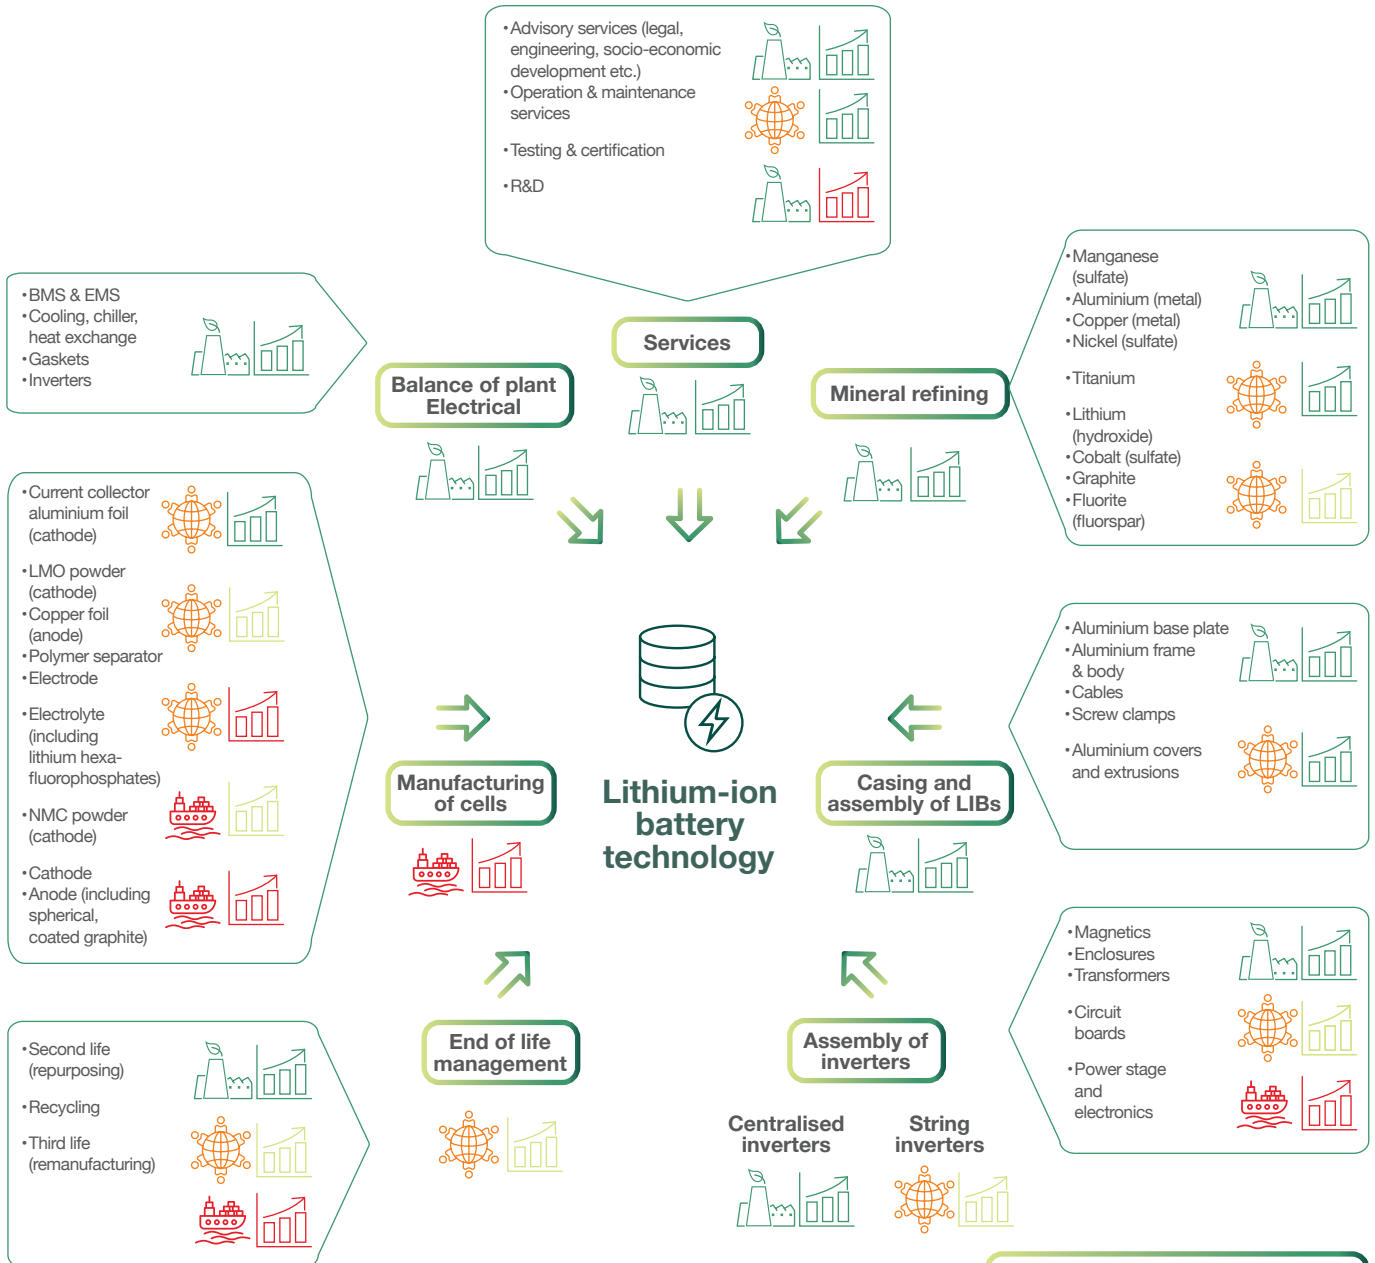 •Advisory services (legal,
engineering, socio-economic
development etc.)
•Operation & maintenance
services
•Testing & certification
•R&D
Services
•BMS & EMS
•Cooling, chiller,
heat exchange
•Gaskets
•Inverters
Balance of plant
Electrical
Mineral refining
•Manganese
(sulfate)
•Aluminium (metal)
•Copper (metal)
•Nickel (sulfate)
•Titanium
•Lithium
(hydroxide)
•Cobalt (sulfate)
•Graphite
•Fluorite
(fluorspar)
•Current collector
aluminium foil
(cathode)
•LMO powder
(cathode)
•Copper foil
(anode)
•Polymer separator
•Electrode
•Electrolyte
(including
lithium hexa-
fluorophosphates)
•NMC powder
(cathode)
•Cathode
•Anode (including
spherical,
coated graphite)
Manufacturing
of cells
Lithium-ion
battery
technology
Casing and
assembly of LIBs
•Aluminium base plate
•Aluminium frame
& body
•Cables
•Screw clamps
•Aluminium covers
and extrusions
•Second life
(repurposing)
•Recycling
•Third life
(remanufacturing)
End of life
management
Assembly of
inverters
Centralised
inverters
String
inverters
•Magnetics
•Enclosures
•Transformers
•Circuit
boards
•Power stage
and
electronics